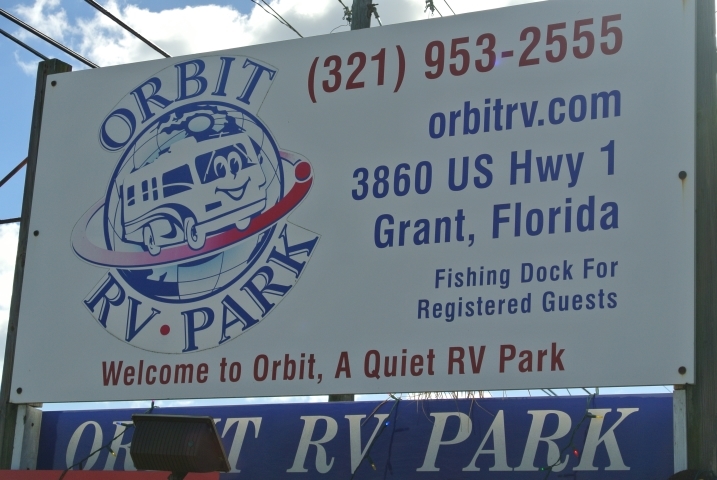 ORBIT
RV • PARK
(321) 953-2555
orbitrv.com
3860 US Hwy 1
Grant, Florida
Fishing Dock For
Registered Guests
Welcome to Orbit, A Quiet RV Park
ORBIT RV PARK